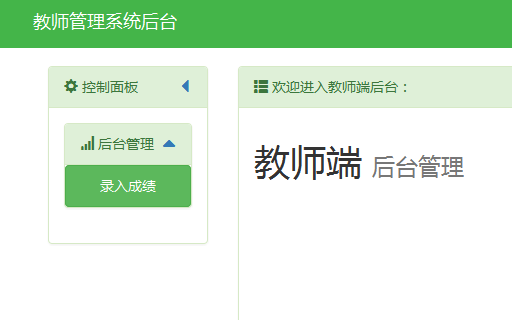 教师管理系统后台
控制面板
后台管理
录入成绩
欢迎进入教师端后台：
教师端 后台管理